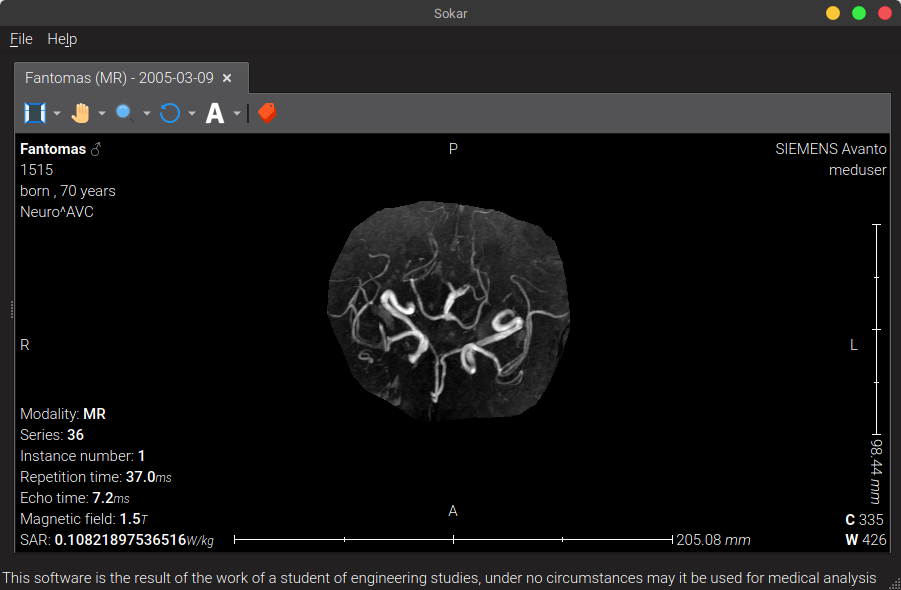 Sokar
File Help
Fantomas (MR) - 2005-03-09 ×
A
Fantomas ♂
P
SIEMENS Avanto
1515
meduser
born , 70 years
Neuro^AVC
R
L
Modality: MR
Series: 36
Instance number: 1
Repetition time: 37.0ms
Echo time: 7.2ms
Magnetic field: 1.5T
SAR: 0.10821897536516W/kg
A
205.08 mm
98.44 mm
C 335
W 426
This software is the result of the work of a student of engineering studies, under no circumstances may it be used for medical analysis